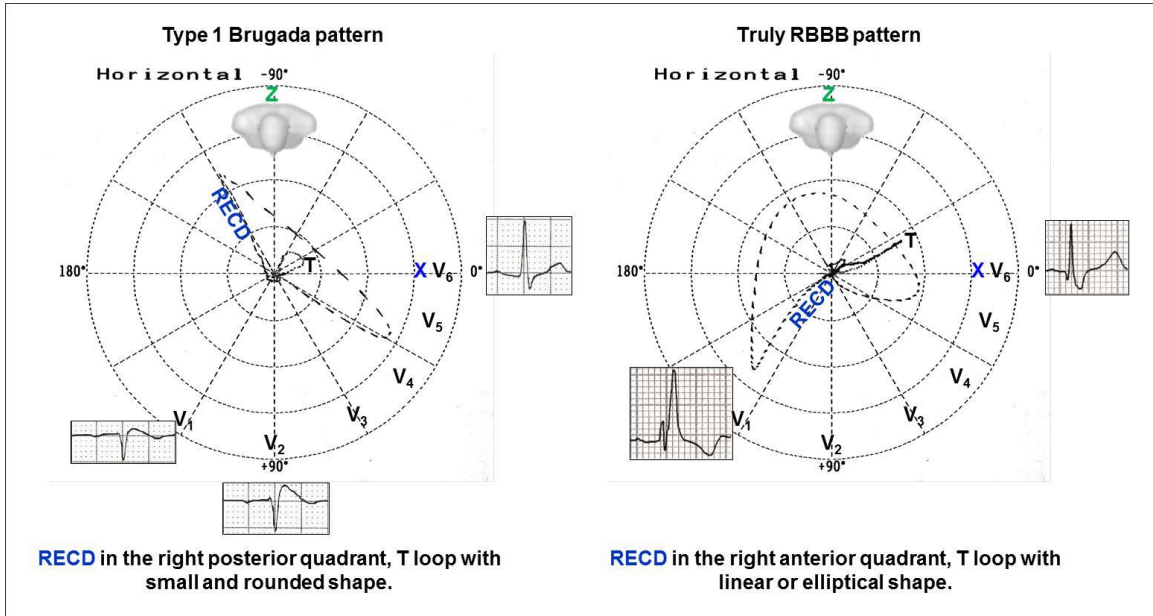 Type 1 Brugada pattern
Horizontal -90°
Z
RECD
T
180°
X V6 0°
V5
V4
V3
V1
V2
+90°
RECD in the right posterior quadrant, T loop with
small and rounded shape.
Truly RBBB pattern
Horizontal -90°
Z
T
180°
X V6 0°
RECD
V5
V4
V3
V1
V2
+90°
RECD in the right anterior quadrant, T loop with
linear or elliptical shape.